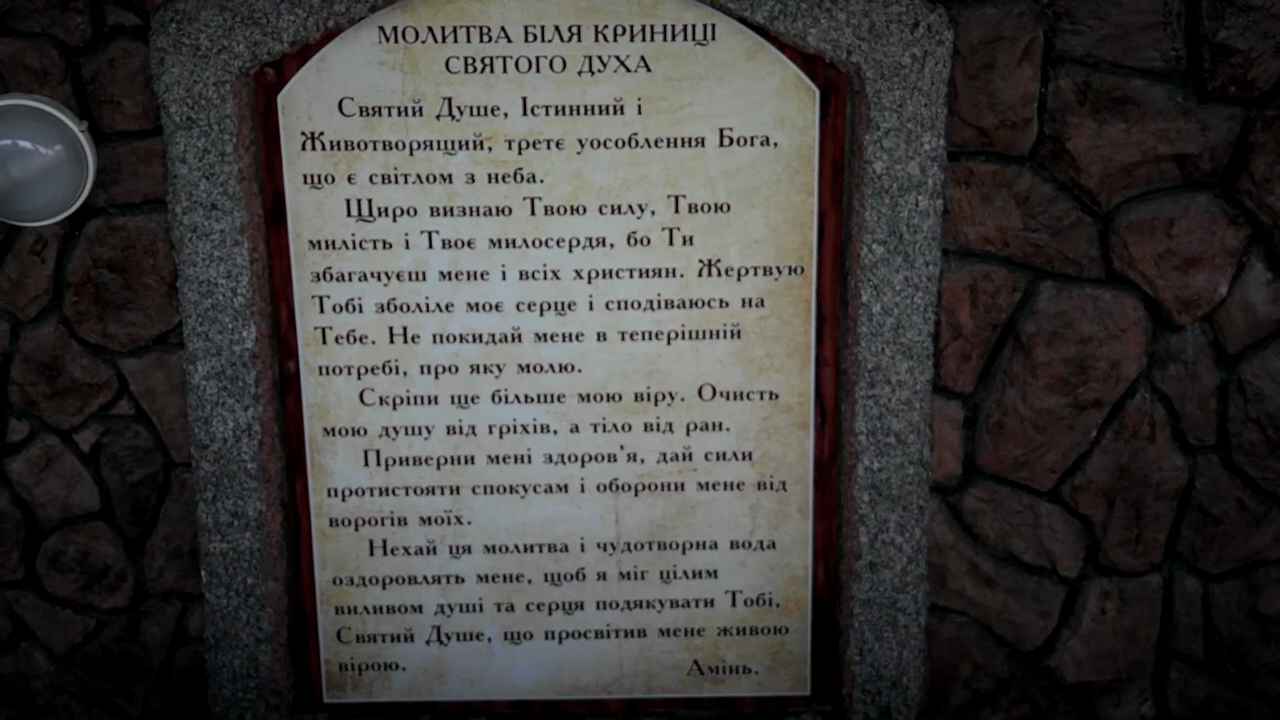 МОЛИТВА БІЛЯ КРИНИЦІ
СВЯТОГО ДУХА
Святий Душе, Істинний і
Животворящий, третє уособлення Бога,
що є світлом з неба.
Щиро визнаю Твою силу, Твою
милість і Твоє милосердя, бо Ти
збагачуєш мене і всіх християн. Жертвую
Тобі зболіле моє серце і сподіваюсь на
Тебе. Не покидай мене в теперішній
потребі, про яку молю.
Скріпи ще більше мою віру. Очисть
мою душу від гріхів, а тіло від ран.
Приверни мені здоров'я, дай сили
протистояти спокусам і оборони мене від
ворогів моїх.
Нехай ця молитва і чудотворна вода
оздоровлять мене, щоб я міг цілим
виливом душі та серця подякувати Тобі,
Святий Душе, що просвітив мене живою
вірою.
Амінь.